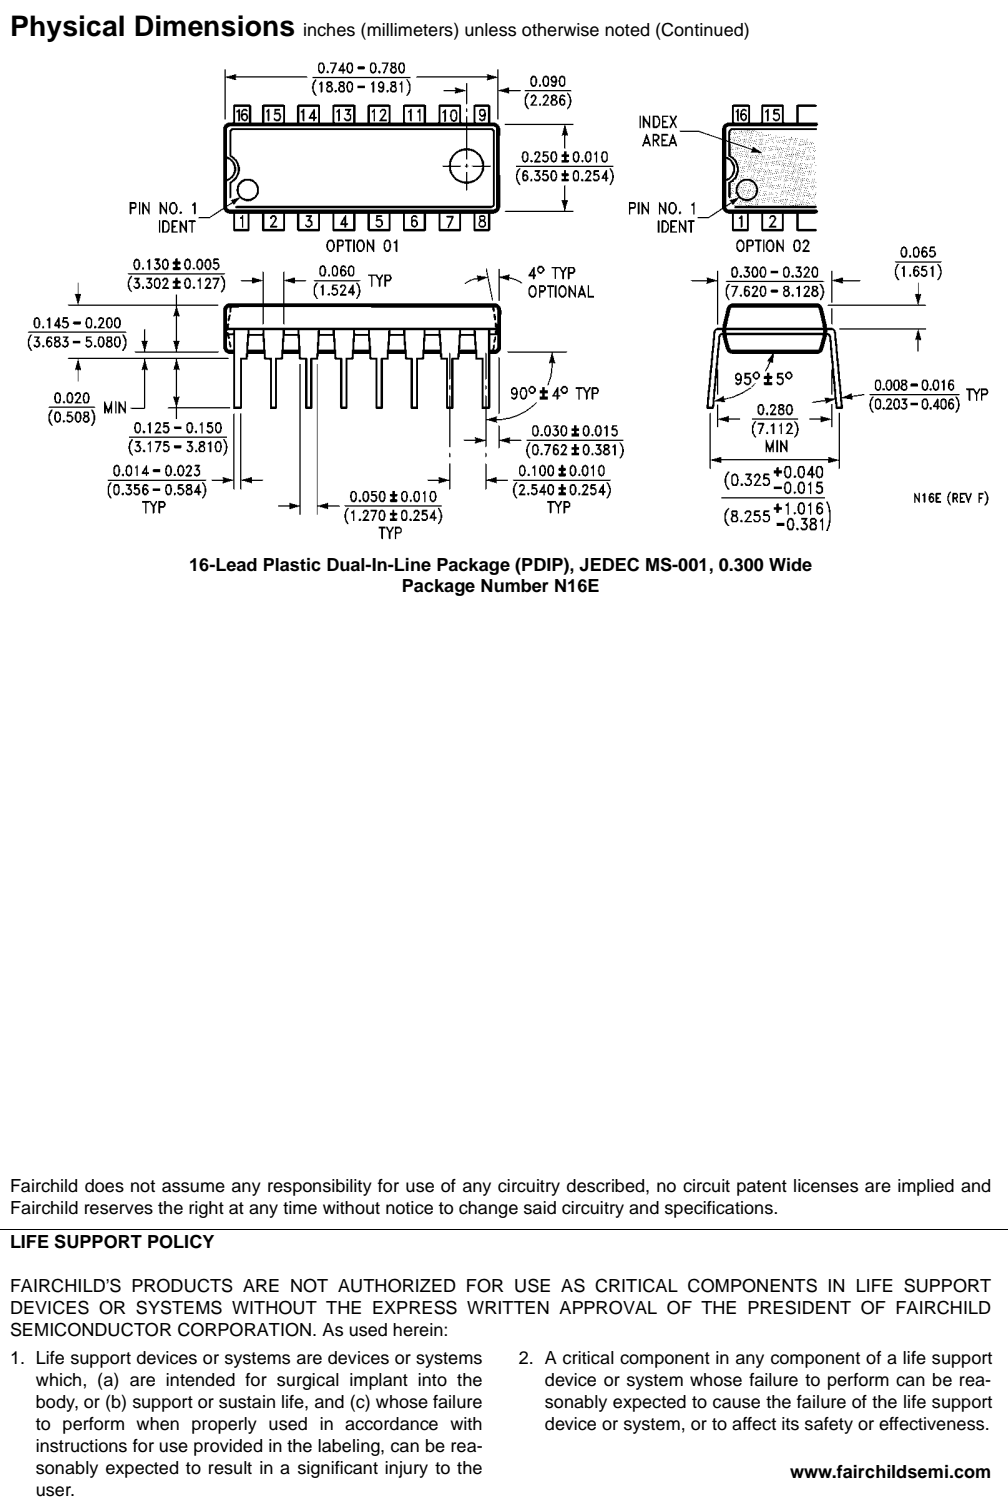 Physical Dimensions inches (millimeters) unless otherwise noted (Continued)
0.740 – 0.780
(18.80 – 19.81)
0.090
(2.286)
16 15 14 13 12 11 10 9
0.250 ± 0.010
(6.350 ± 0.254)
PIN NO. 1
IDENT
1 2 3 4 5 6 7 8
OPTION 01
INDEX
AREA
16 15
PIN NO. 1
IDENT
1 2
OPTION 02
0.065
(1.651)
0.130 ± 0.005
(3.302 ± 0.127)
0.060
(1.524)
TYP
4° TYP
OPTIONAL
0.300 – 0.320
(7.620 – 8.128)
0.145 – 0.200
(3.683 – 5.080)
0.020
(0.508)
MIN
90° ± 4° TYP
95° ± 5°
0.008 – 0.016
(0.203 – 0.406)
TYP
0.280
(7.112)
MIN
0.125 – 0.150
(3.175 – 3.810)
0.030 ± 0.015
(0.762 ± 0.381)
0.014 – 0.023
(0.356 – 0.584)
TYP
0.100 ± 0.010
(2.540 ± 0.254)
TYP
0.050 ± 0.010
(1.270 ± 0.254)
TYP
(0.325 +0.040
–0.015
(8.255 +1.016
–0.381)
N16E (REV F)
16-Lead Plastic Dual-In-Line Package (PDIP), JEDEC MS-001, 0.300 Wide
Package Number N16E
Fairchild does not assume any responsibility for use of any circuitry described, no circuit patent licenses are implied and
Fairchild reserves the right at any time without notice to change said circuitry and specifications.
LIFE SUPPORT POLICY
FAIRCHILD'S PRODUCTS ARE NOT AUTHORIZED FOR USE AS CRITICAL COMPONENTS IN LIFE SUPPORT
DEVICES OR SYSTEMS WITHOUT THE EXPRESS WRITTEN APPROVAL OF THE PRESIDENT OF FAIRCHILD
SEMICONDUCTOR CORPORATION. As used herein:
1. Life support devices or systems are devices or systems
which, (a) are intended for surgical implant into the
body, or (b) support or sustain life, and (c) whose failure
to perform when properly used in accordance with
instructions for use provided in the labeling, can be rea-
sonably expected to result in a significant injury to the
user.
2. A critical component in any component of a life support
device or system whose failure to perform can be rea-
sonably expected to cause the failure of the life support
device or system, or to affect its safety or effectiveness.
www.fairchildsemi.com